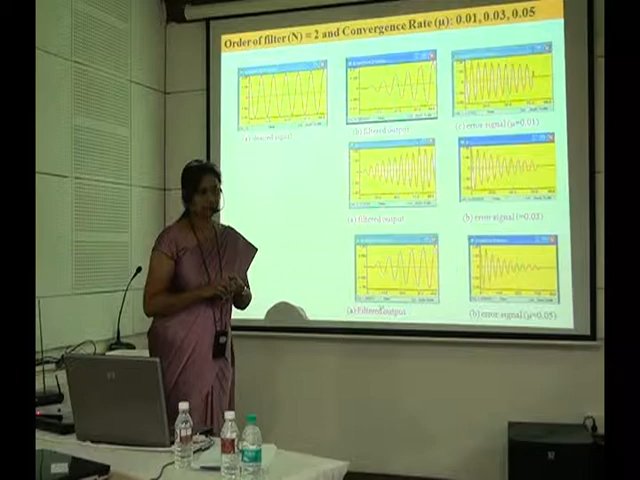 Order of filter (N) = 2 and Convergence Rate (μ): 0.01, 0.03, 0.05
(a) desired signal
(b) filtered output
(c) error signal (μ=0.01)
(a) filtered output
(b) error signal (μ=0.03)
(a) Filtered output
(b) error signal (μ=0.05)